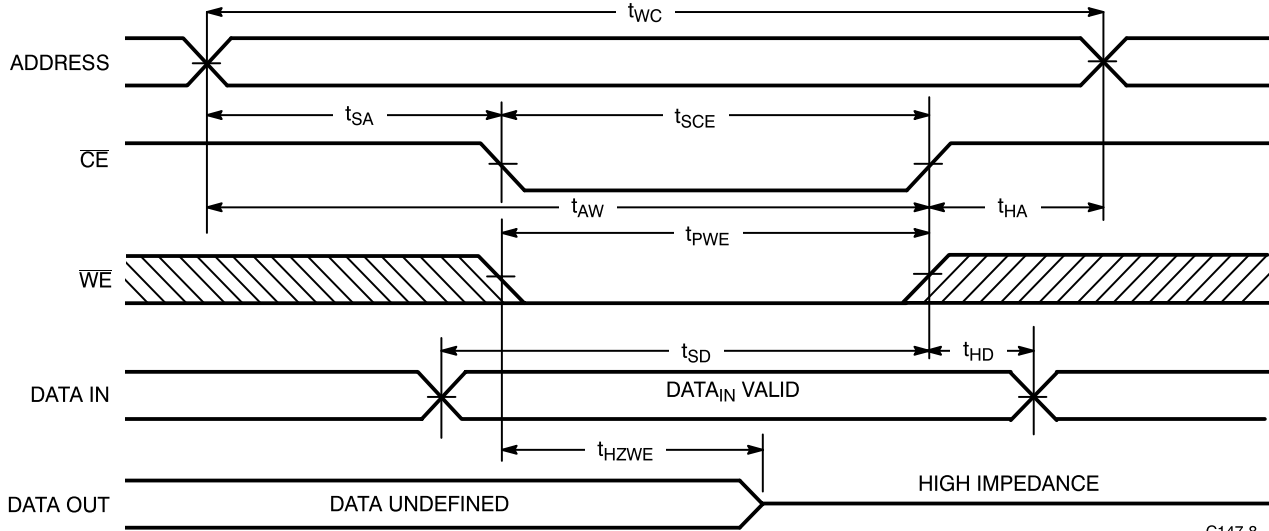 tWC
ADDRESS
tSA
tSCE
CE
tAW
tHA
tPWE
WE
tSD
tHD
DATA IN
DATAIN VALID
tHZWE
HIGH IMPEDANCE
DATA OUT
DATA UNDEFINED
C147-8